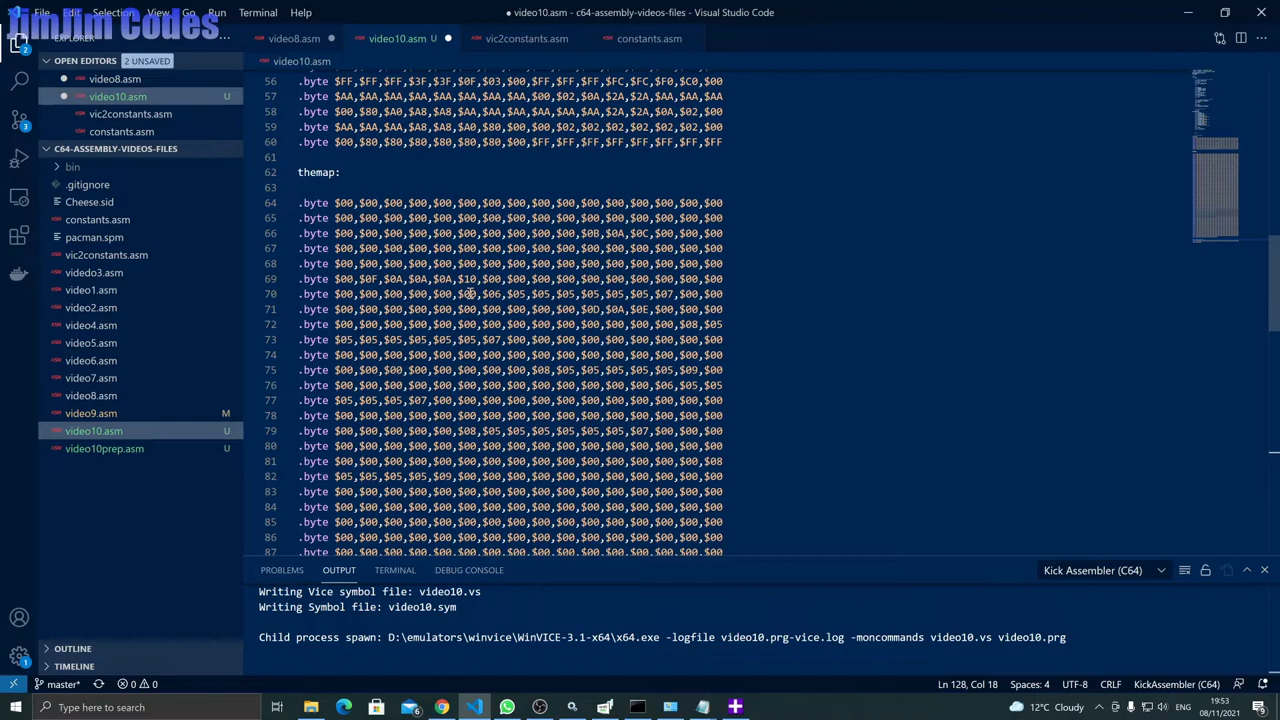 JimJim Codes
File Edit Selection View Go Run Terminal Help
● video10.asm - c64-assembly-videos-files - Visual Studio Code
EXPLORER
video8.asm
video10.asm U
vic2constants.asm
constants.asm
OPEN EDITORS 2 UNSAVED
video8.asm
video10.asm U
vic2constants.asm
constants.asm
C64-ASSEMBLY-VIDEOS-FILES
bin
.gitignore
Cheese.sid
constants.asm
pacman.spm
vic2constants.asm
videdo3.asm
video1.asm
video2.asm
video4.asm
video5.asm
video6.asm
video7.asm
video8.asm
video9.asm M
video10.asm U
video10prep.asm U
OUTLINE
TIMELINE
video10.asm
56 .byte $FF,$FF,$FF,$3F,$3F,$0F,$03,$00,$FF,$FF,$FF,$FC,$FC,$F0,$C0,$00
57 .byte $AA,$AA,$AA,$AA,$AA,$AA,$AA,$AA,$00,$02,$0A,$2A,$2A,$AA,$AA,$AA
58 .byte $00,$80,$A0,$A8,$A8,$AA,$AA,$AA,$AA,$AA,$AA,$2A,$2A,$0A,$02,$00
59 .byte $AA,$AA,$AA,$A8,$A8,$A0,$80,$00,$00,$02,$02,$02,$02,$02,$02,$00
60 .byte $00,$80,$80,$80,$80,$80,$80,$00,$FF,$FF,$FF,$FF,$FF,$FF,$FF,$FF
61
62 themap:
63
64 .byte $00,$00,$00,$00,$00,$00,$00,$00,$00,$00,$00,$00,$00,$00,$00,$00
65 .byte $00,$00,$00,$00,$00,$00,$00,$00,$00,$00,$00,$00,$00,$00,$00,$00
66 .byte $00,$00,$00,$00,$00,$00,$00,$00,$00,$00,$0B,$0A,$0C,$00,$00,$00
67 .byte $00,$00,$00,$00,$00,$00,$00,$00,$00,$00,$00,$00,$00,$00,$00,$00
68 .byte $00,$00,$00,$00,$00,$00,$00,$00,$00,$00,$00,$00,$00,$00,$00,$00
69 .byte $00,$0F,$0A,$0A,$0A,$10,$00,$00,$00,$00,$00,$00,$00,$00,$00,$00
70 .byte $00,$00,$00,$00,$00,$00,$06,$05,$05,$05,$05,$05,$05,$07,$00,$00
71 .byte $00,$00,$00,$00,$00,$00,$00,$00,$00,$00,$0D,$0A,$0E,$00,$00,$00
72 .byte $00,$00,$00,$00,$00,$00,$00,$00,$00,$00,$00,$00,$00,$00,$08,$05
73 .byte $05,$05,$05,$05,$05,$05,$07,$00,$00,$00,$00,$00,$00,$00,$00,$00
74 .byte $00,$00,$00,$00,$00,$00,$00,$00,$00,$00,$00,$00,$00,$00,$00,$00
75 .byte $00,$00,$00,$00,$00,$00,$00,$00,$08,$05,$05,$05,$05,$05,$09,$00
76 .byte $00,$00,$00,$00,$00,$00,$00,$00,$00,$00,$00,$00,$00,$06,$05,$05
77 .byte $05,$05,$05,$07,$00,$00,$00,$00,$00,$00,$00,$00,$00,$00,$00,$00
78 .byte $00,$00,$00,$00,$00,$00,$00,$00,$00,$00,$00,$00,$00,$00,$00,$00
79 .byte $00,$00,$00,$00,$00,$08,$05,$05,$05,$05,$05,$05,$07,$00,$00,$00
80 .byte $00,$00,$00,$00,$00,$00,$00,$00,$00,$00,$00,$00,$00,$00,$00,$00
81 .byte $00,$00,$00,$00,$00,$00,$00,$00,$00,$00,$00,$00,$00,$00,$00,$08
82 .byte $05,$05,$05,$05,$09,$00,$00,$00,$00,$00,$00,$00,$00,$00,$00,$00
83 .byte $00,$00,$00,$00,$00,$00,$00,$00,$00,$00,$00,$00,$00,$00,$00,$00
84 .byte $00,$00,$00,$00,$00,$00,$00,$00,$00,$00,$00,$00,$00,$00,$00,$00
85 .byte $00,$00,$00,$00,$00,$00,$00,$00,$00,$00,$00,$00,$00,$00,$00,$00
86 .byte $00,$00,$00,$00,$00,$00,$00,$00,$00,$00,$00,$00,$00,$00,$00,$00
87 .byte $00,$00,$00,$00,$00,$00,$00,$00,$00,$00,$00,$00,$00,$00,$00,$00
PROBLEMS OUTPUT TERMINAL DEBUG CONSOLE
Kick Assembler (C64)
Writing Vice symbol file: video10.vs
Writing Symbol file: video10.sym
Child process spawn: D:\emulators\winvice\WinVICE-3.1-x64\x64.exe -logfile video10.prg-vice.log -moncommands video10.vs video10.prg
master* 0 0
Ln 128, Col 18 Spaces: 4 UTF-8 CRLF KickAssembler (C64)
Type here to search
12°C Cloudy
19:53
08/11/2021